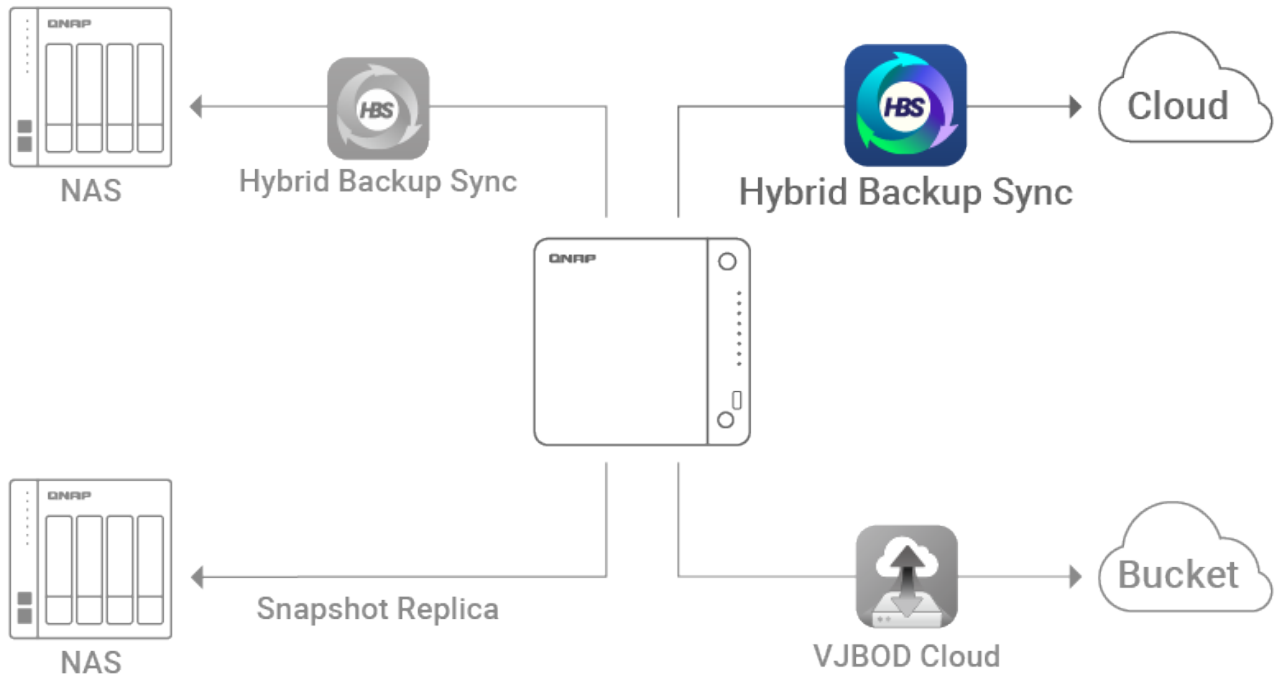 QNAP
NAS
HBS
Hybrid Backup Sync
HBS
Hybrid Backup Sync
Cloud
QNAP
QNAP
NAS
Snapshot Replica
VJBOD Cloud
Bucket